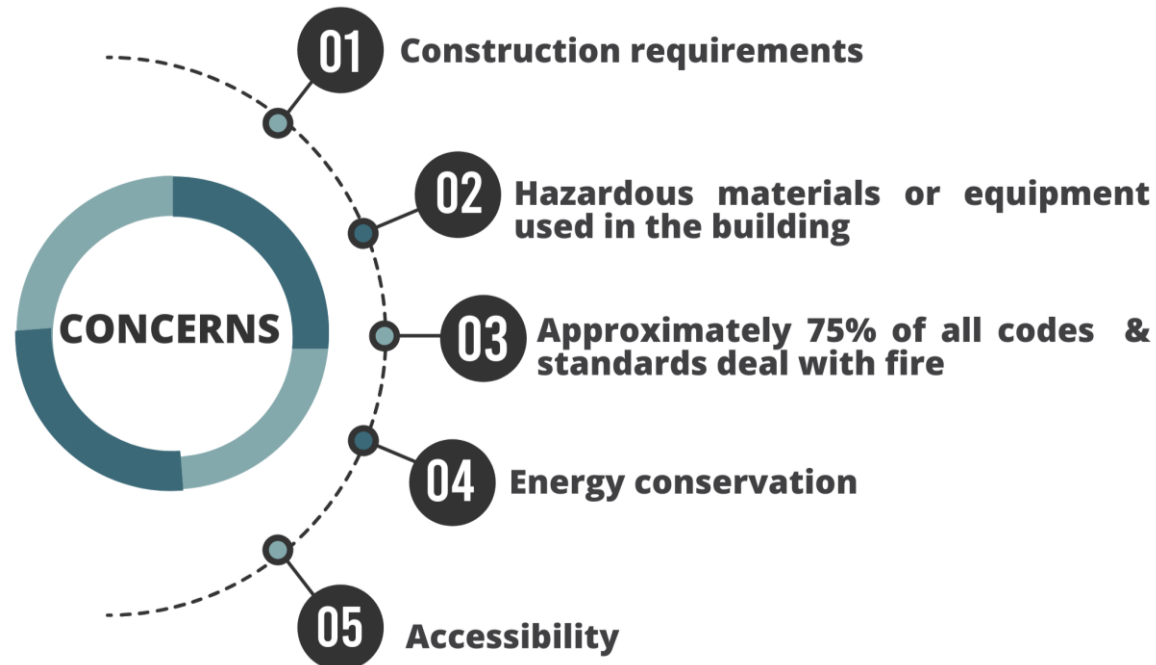 01 Construction requirements
02 Hazardous materials or equipment
used in the building
CONCERNS
03 Approximately 75% of all codes & 
standards deal with fire
04 Energy conservation
05 Accessibility